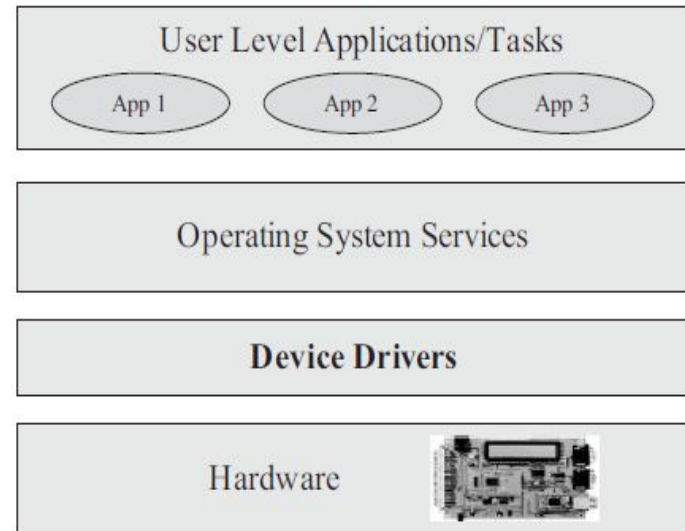 User Level Applications/Tasks
App 1 App 2 App 3
Operating System Services
Device Drivers
Hardware